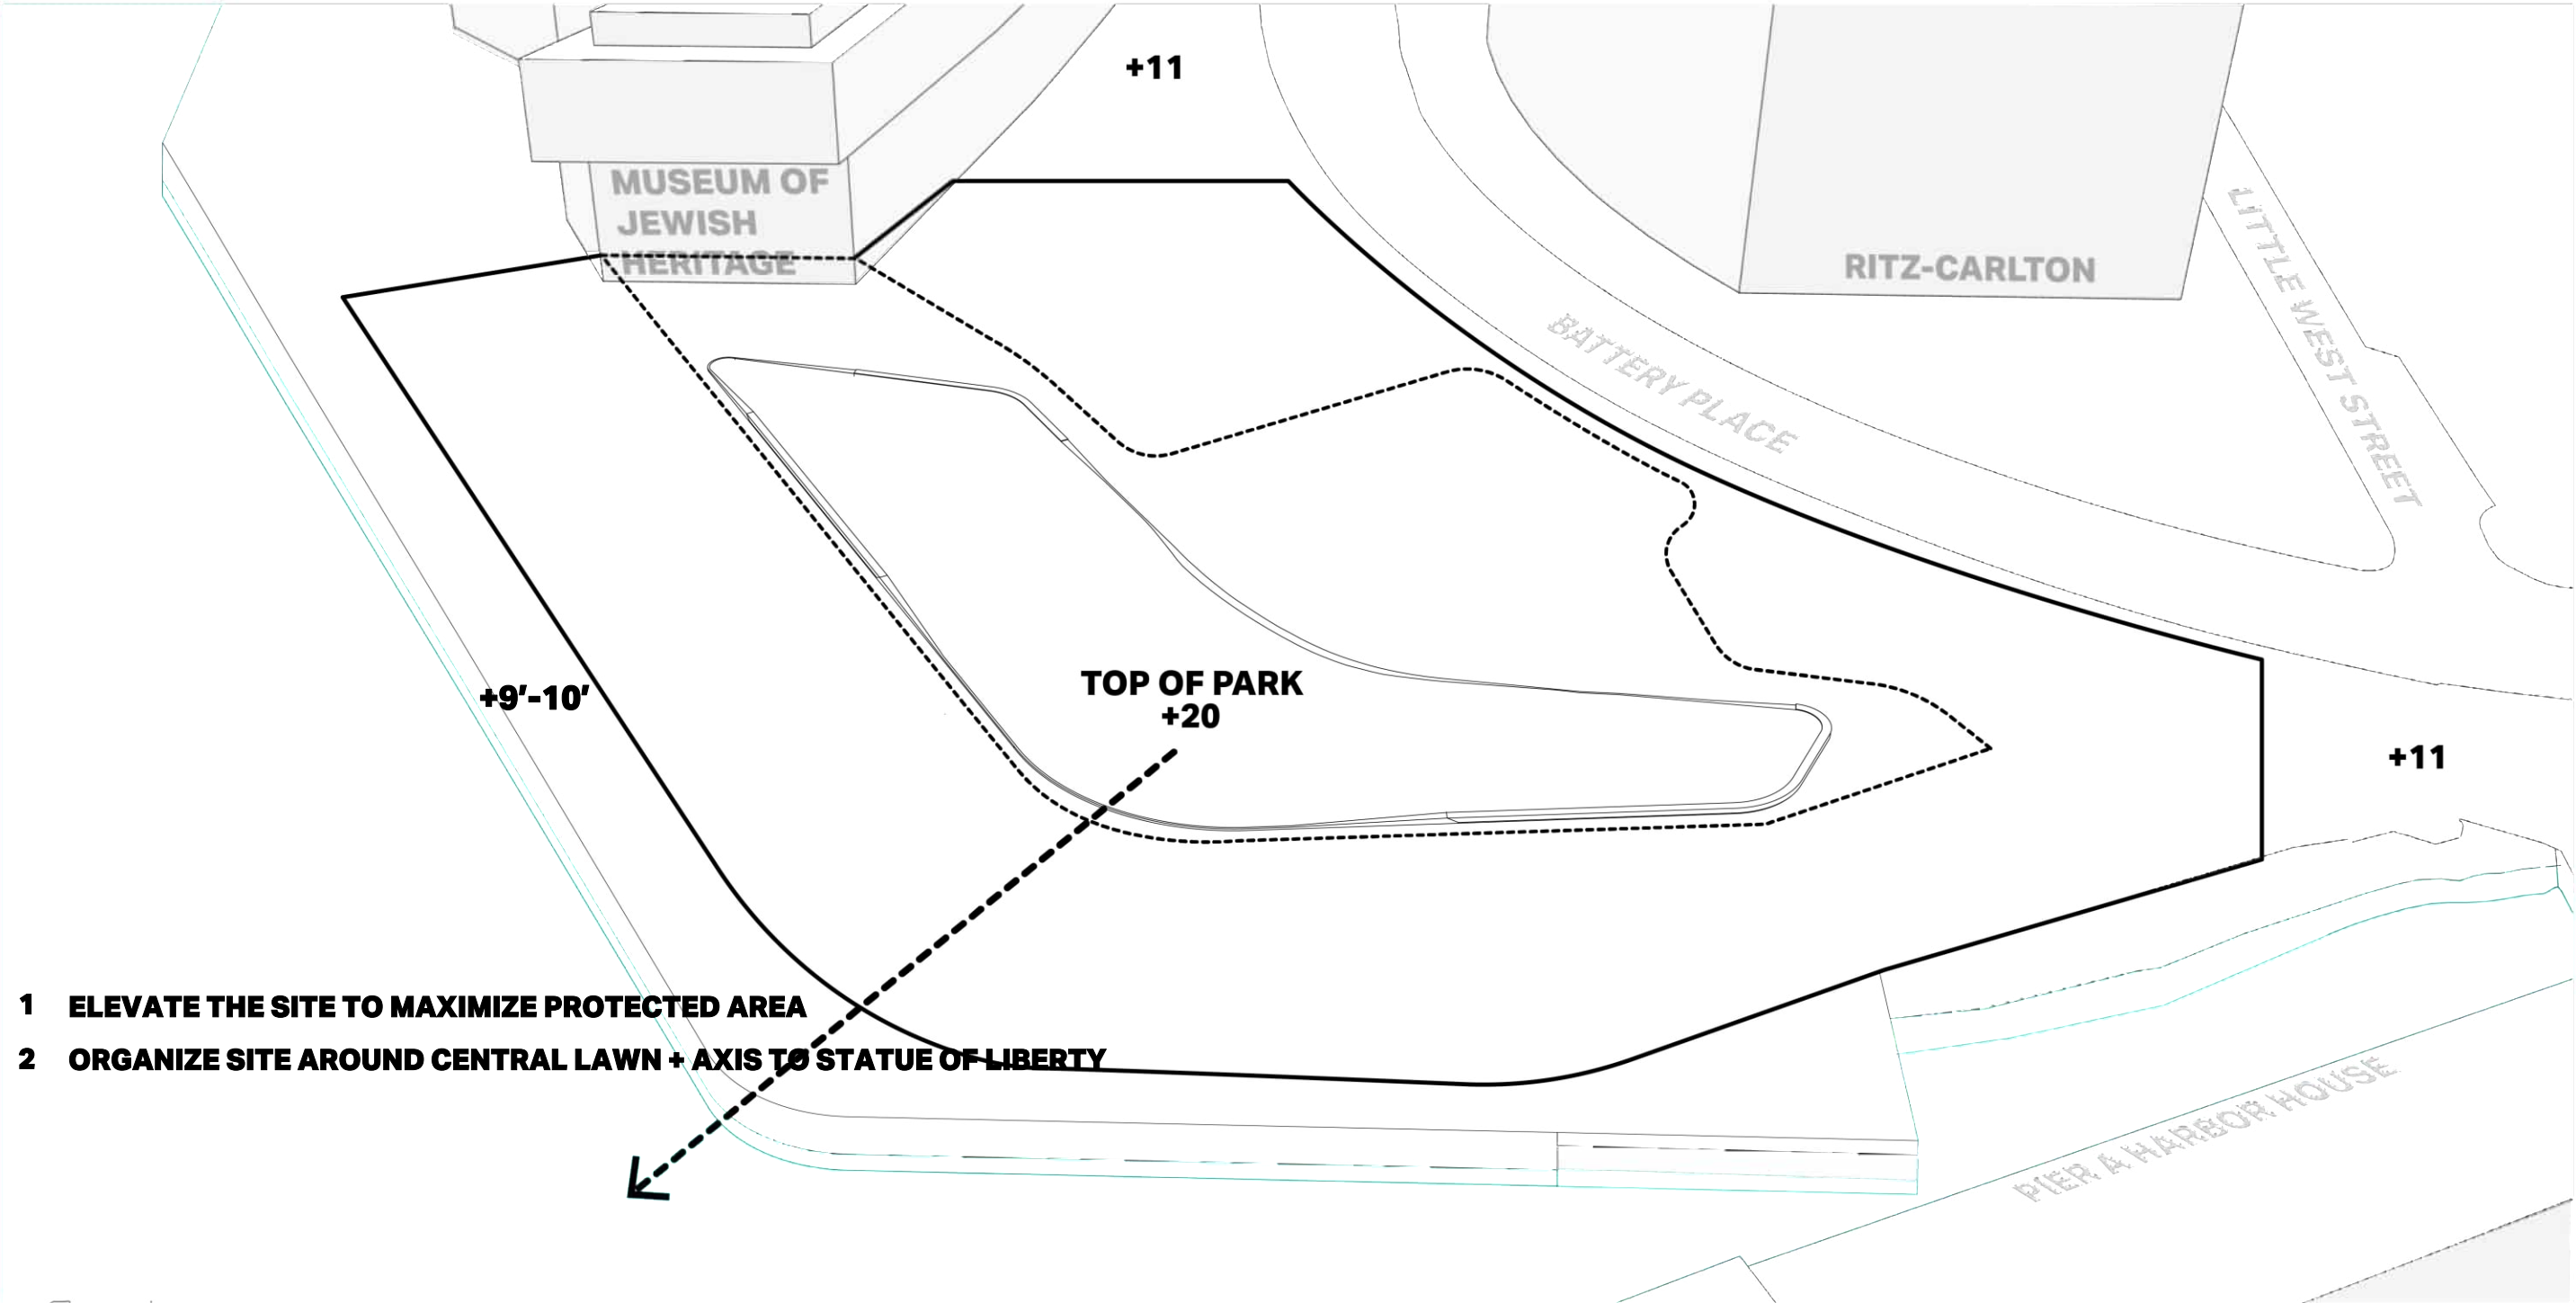 +11
MUSEUM OF
JEWISH
HERITAGE
RITZ-CARLTON
LITTLE WEST STREET
BATTERY PLACE
+9'-10'
TOP OF PARK
+20
+11
1 ELEVATE THE SITE TO MAXIMIZE PROTECTED AREA
2 ORGANIZE SITE AROUND CENTRAL LAWN + AXIS TO STATUE OF LIBERTY
PIER A HARBOR HOUSE